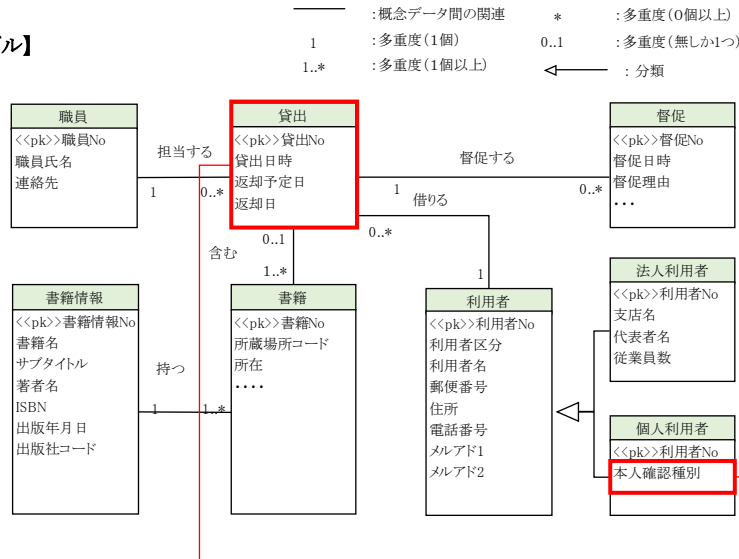 :概念データ間の関連
* :多重度(0個以上)
ル】
1 :多重度(1個)
0..1 :多重度(無しか1つ)
1..* :多重度(1個以上)
:分類
職員
<<pk>>職員No
職員氏名
連絡先
担当する
1
0..*
貸出
<<pk>>貸出No
貸出日時
返却予定日
返却日
督促する
1
0..*
督促
<<pk>>督促No
督促日時
督促理由
・・・
借りる
0..*
1
含む
0..1
1..*
書籍情報
<<pk>>書籍情報No
書籍名
サブタイトル
著者名
ISBN
出版年月日
出版社コード
持つ
1
1..*
書籍
<<pk>>書籍No
所蔵場所コード
所在
・・・・
利用者
<<pk>>利用者No
利用者区分
利用者名
郵便番号
住所
電話番号
メルアド1
メルアド2
法人利用者
<<pk>>利用者No
支店名
代表者名
従業員数
個人利用者
<<pk>>利用者No
本人確認種別